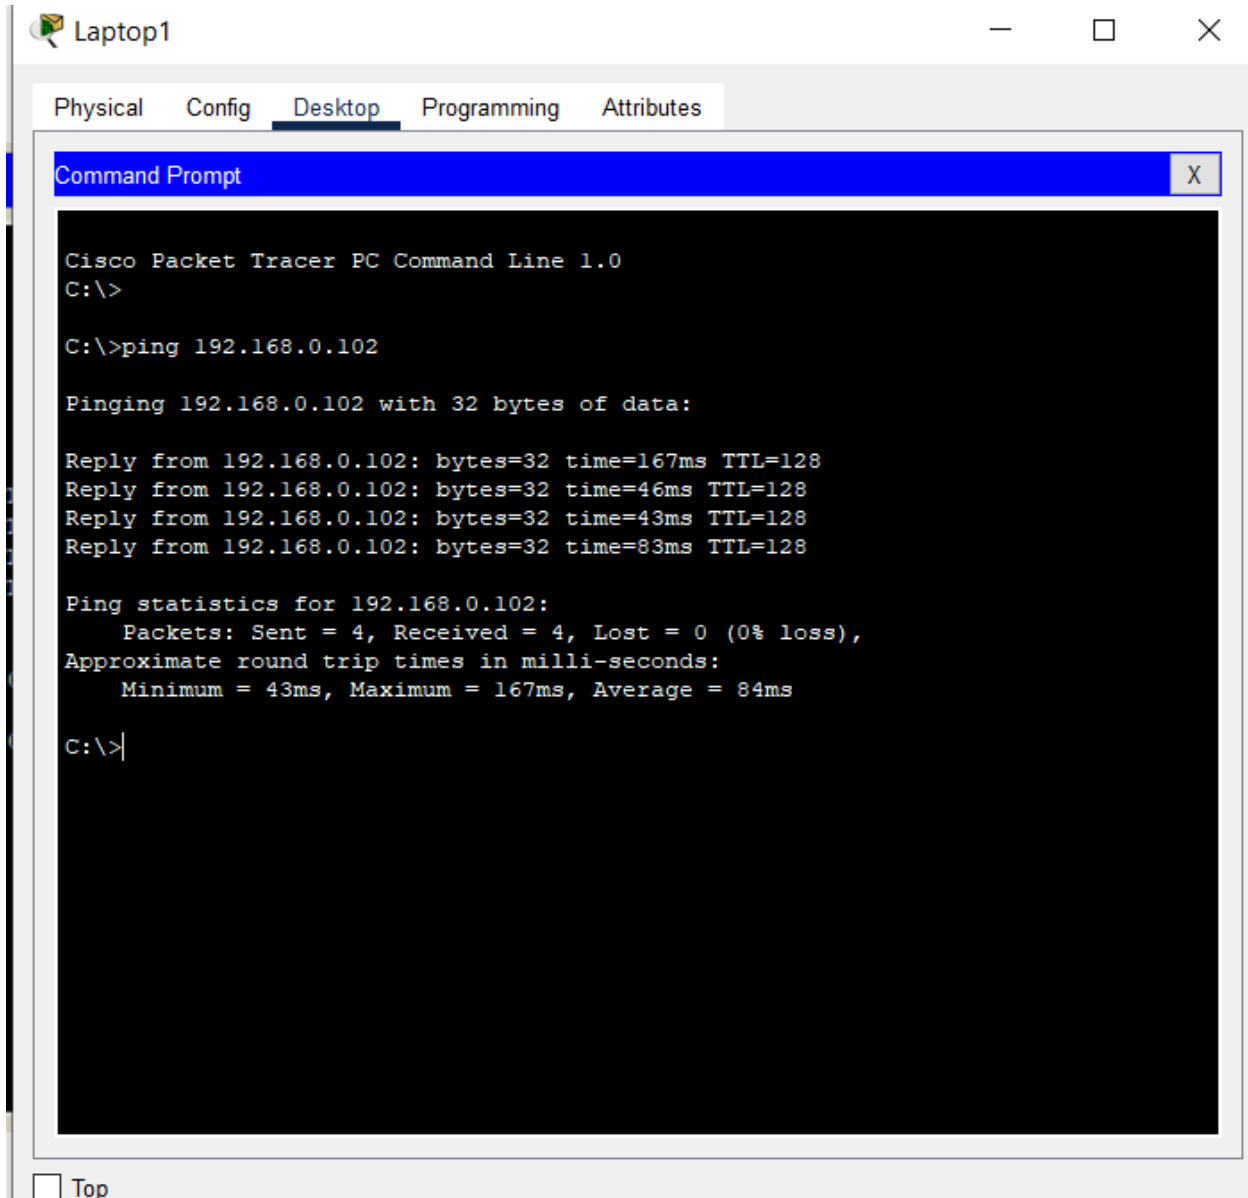 Laptop1
Physical Config Desktop Programming Attributes
Command Prompt X
Cisco Packet Tracer PC Command Line 1.0
C:\>
C:\>ping 192.168.0.102
Pinging 192.168.0.102 with 32 bytes of data:
Reply from 192.168.0.102: bytes=32 time=167ms TTL=128
Reply from 192.168.0.102: bytes=32 time=46ms TTL=128
Reply from 192.168.0.102: bytes=32 time=43ms TTL=128
Reply from 192.168.0.102: bytes=32 time=83ms TTL=128
Ping statistics for 192.168.0.102:
Packets: Sent = 4, Received = 4, Lost = 0 (0% loss),
Approximate round trip times in milli-seconds:
Minimum = 43ms, Maximum = 167ms, Average = 84ms
C:\>
Top